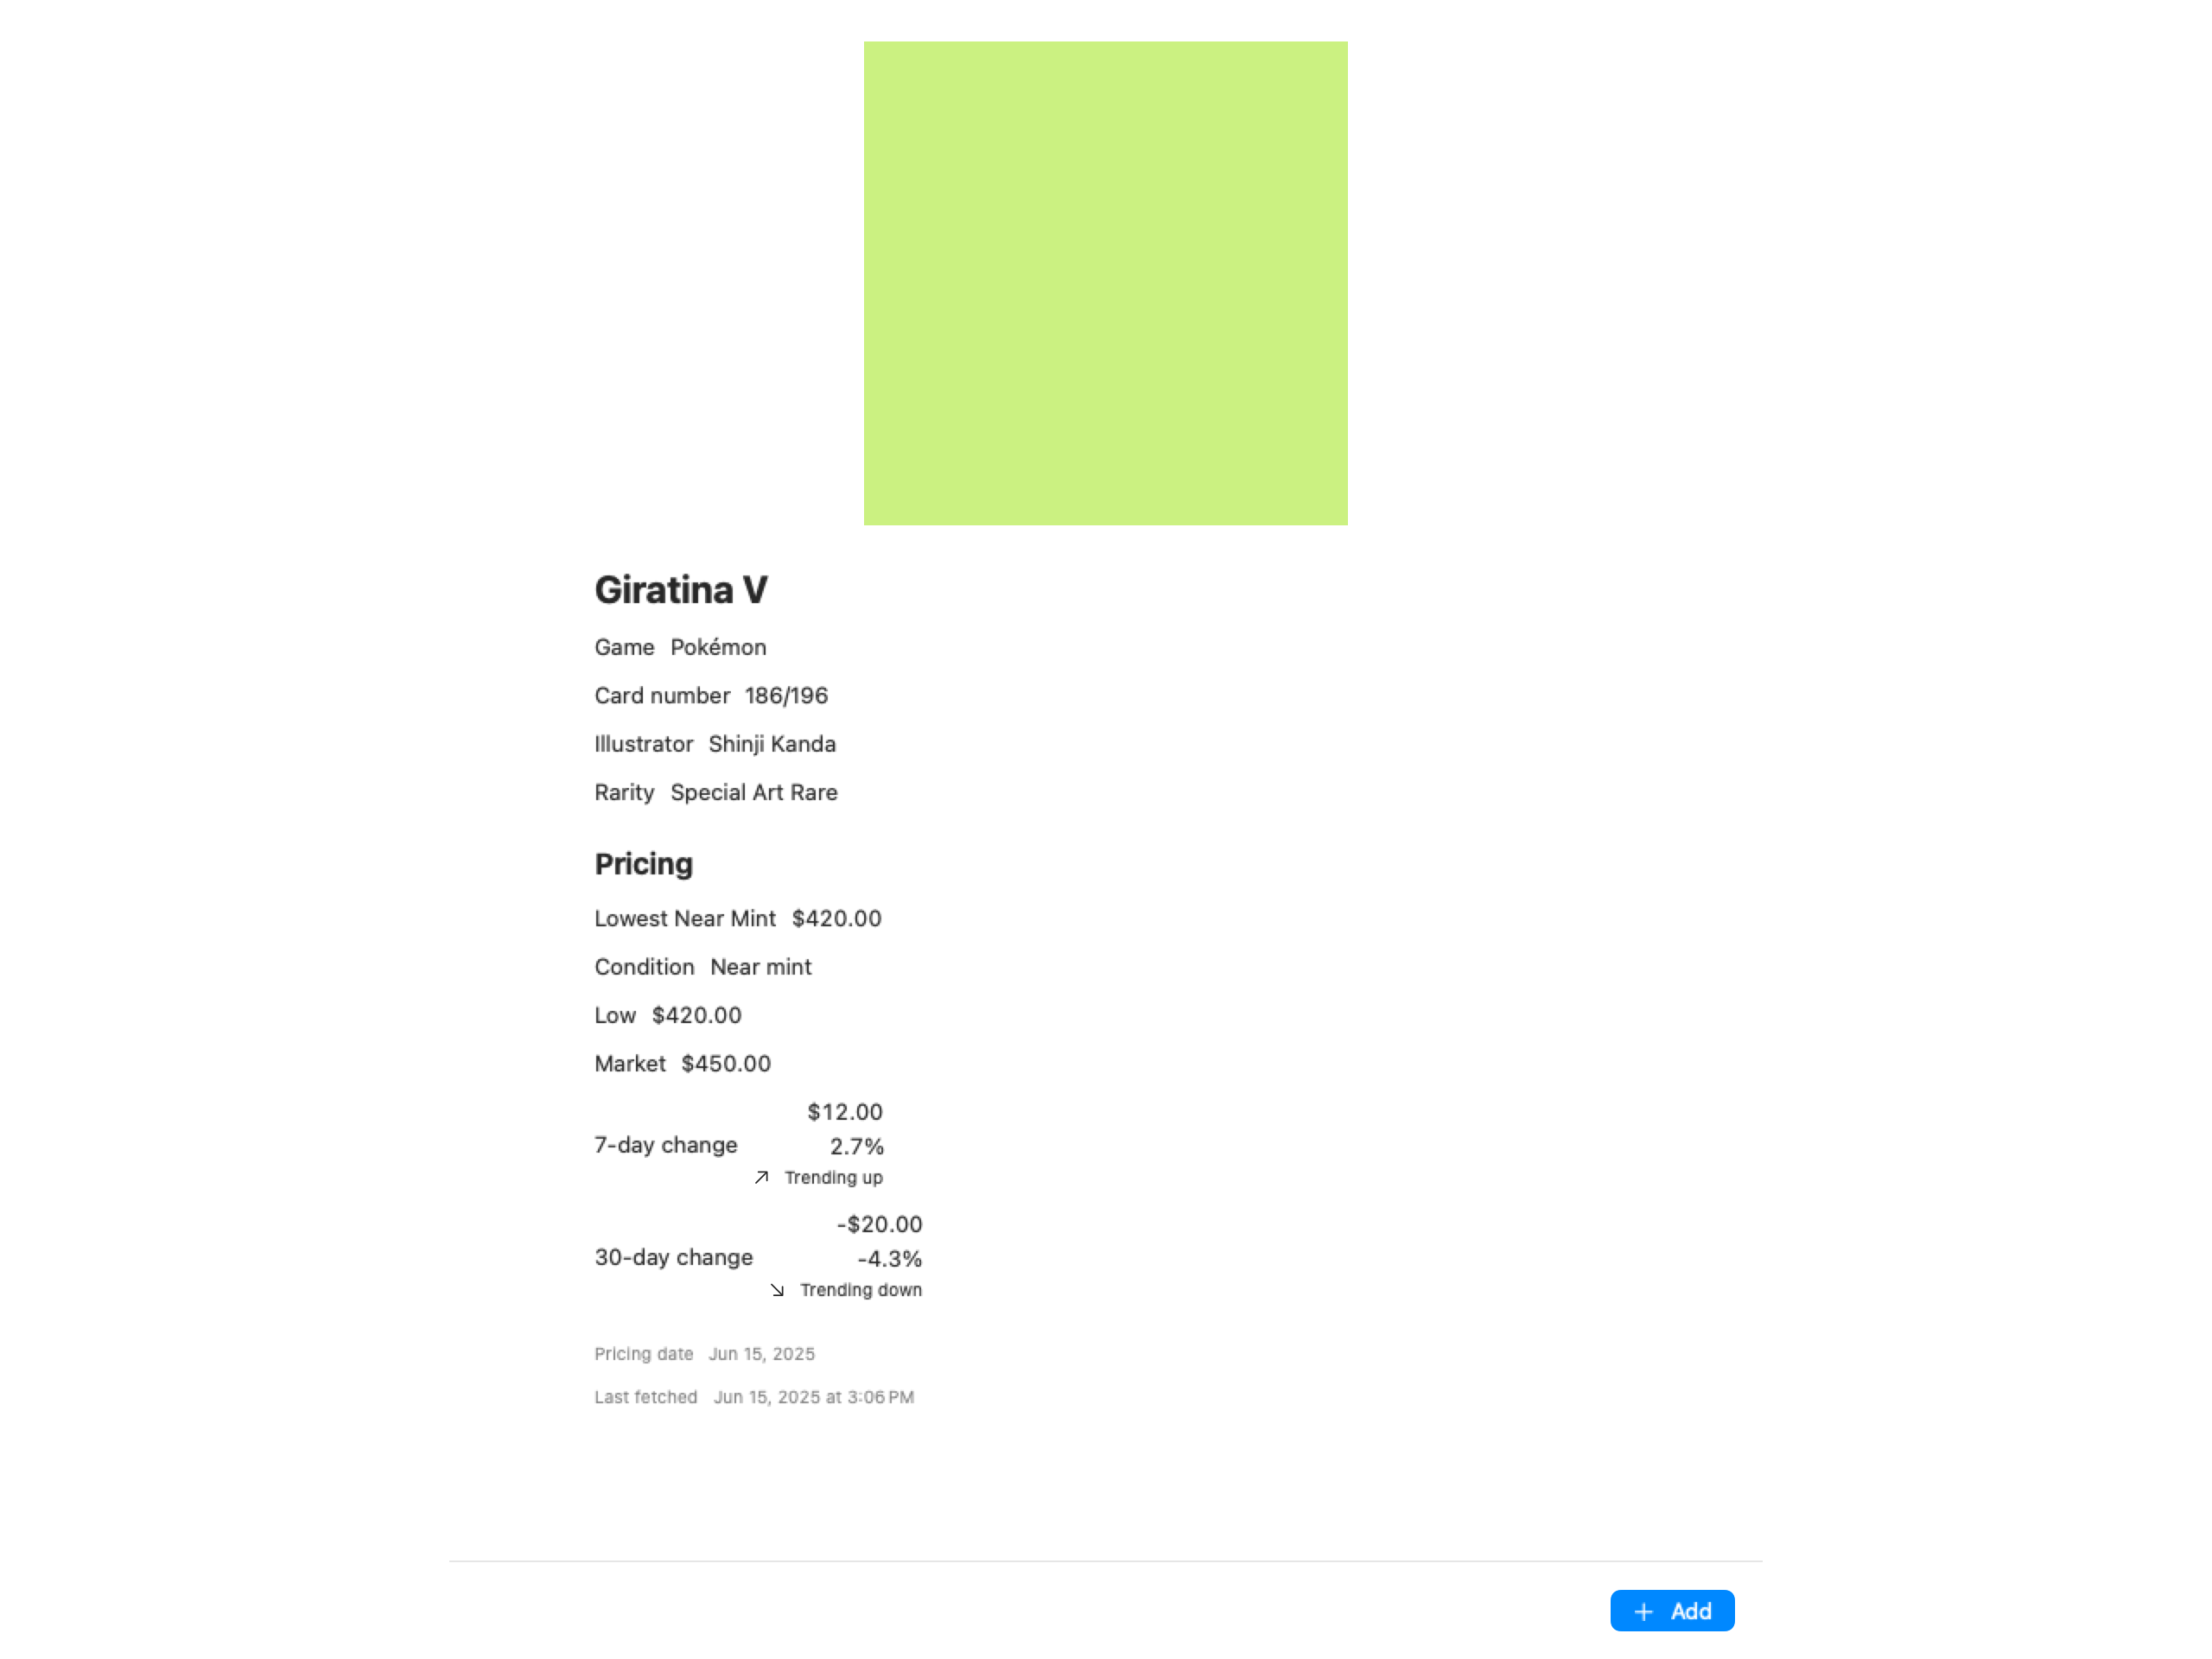 Giratina V
Game Pokémon
Card number 186/196
Illustrator Shinji Kanda
Rarity Special Art Rare
Pricing
Lowest Near Mint $420.00
Condition Near mint
Low $420.00
Market $450.00
$12.00
7-day change 2.7%
Trending up
-$20.00
30-day change -4.3%
Trending down
Pricing date Jun 15, 2025
Last fetched Jun 15, 2025 at 3:06 PM
Add